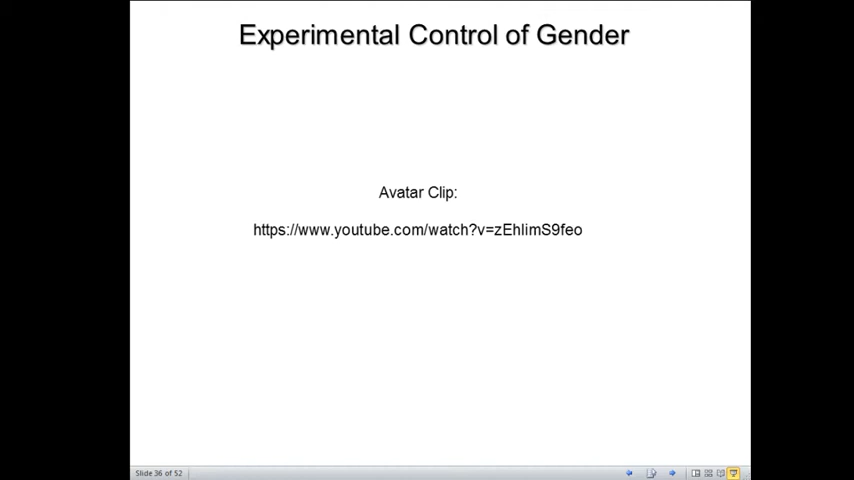 Experimental Control of Gender
Avatar Clip:
https://www.youtube.com/watch?v=zEhlimS9feo
Slide 36 of 52